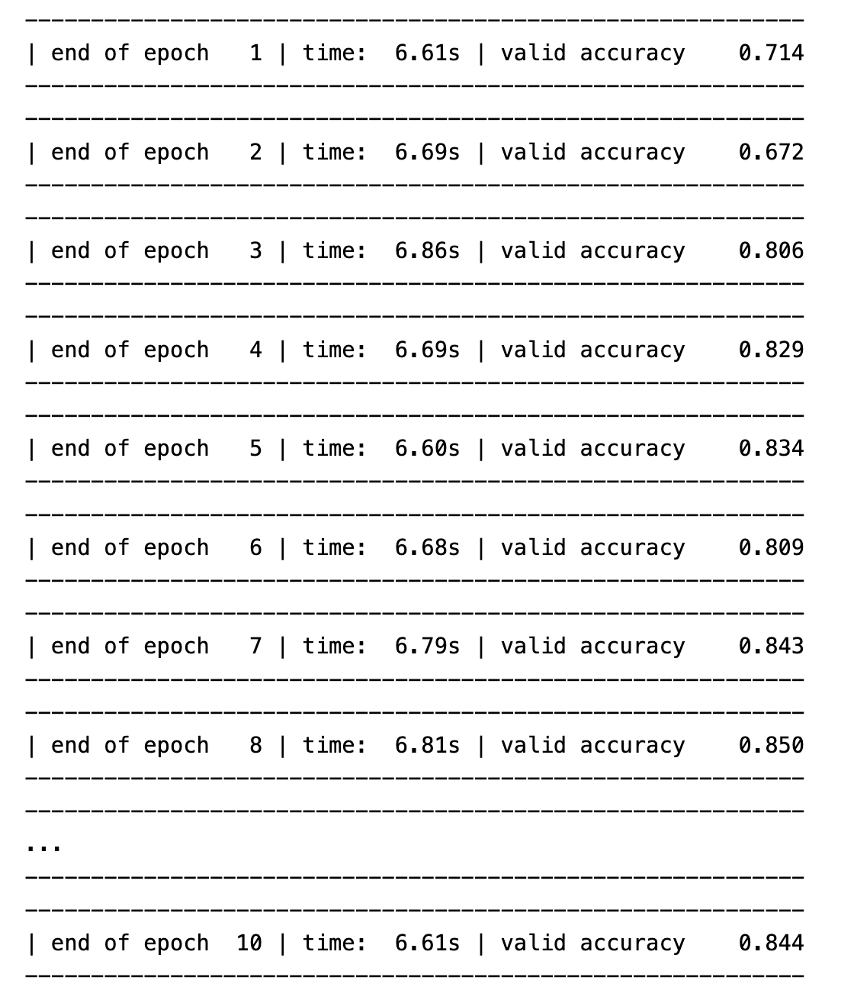 -----------------------------------------------------------
| end of epoch   1 | time:  6.61s | valid accuracy    0.714
-----------------------------------------------------------
-----------------------------------------------------------
| end of epoch   2 | time:  6.69s | valid accuracy    0.672
-----------------------------------------------------------
-----------------------------------------------------------
| end of epoch   3 | time:  6.86s | valid accuracy    0.806
-----------------------------------------------------------
-----------------------------------------------------------
| end of epoch   4 | time:  6.69s | valid accuracy    0.829
-----------------------------------------------------------
-----------------------------------------------------------
| end of epoch   5 | time:  6.60s | valid accuracy    0.834
-----------------------------------------------------------
-----------------------------------------------------------
| end of epoch   6 | time:  6.68s | valid accuracy    0.809
-----------------------------------------------------------
-----------------------------------------------------------
| end of epoch   7 | time:  6.79s | valid accuracy    0.843
-----------------------------------------------------------
-----------------------------------------------------------
| end of epoch   8 | time:  6.81s | valid accuracy    0.850
-----------------------------------------------------------
-----------------------------------------------------------
...
-----------------------------------------------------------
-----------------------------------------------------------
| end of epoch  10 | time:  6.61s | valid accuracy    0.844
-----------------------------------------------------------